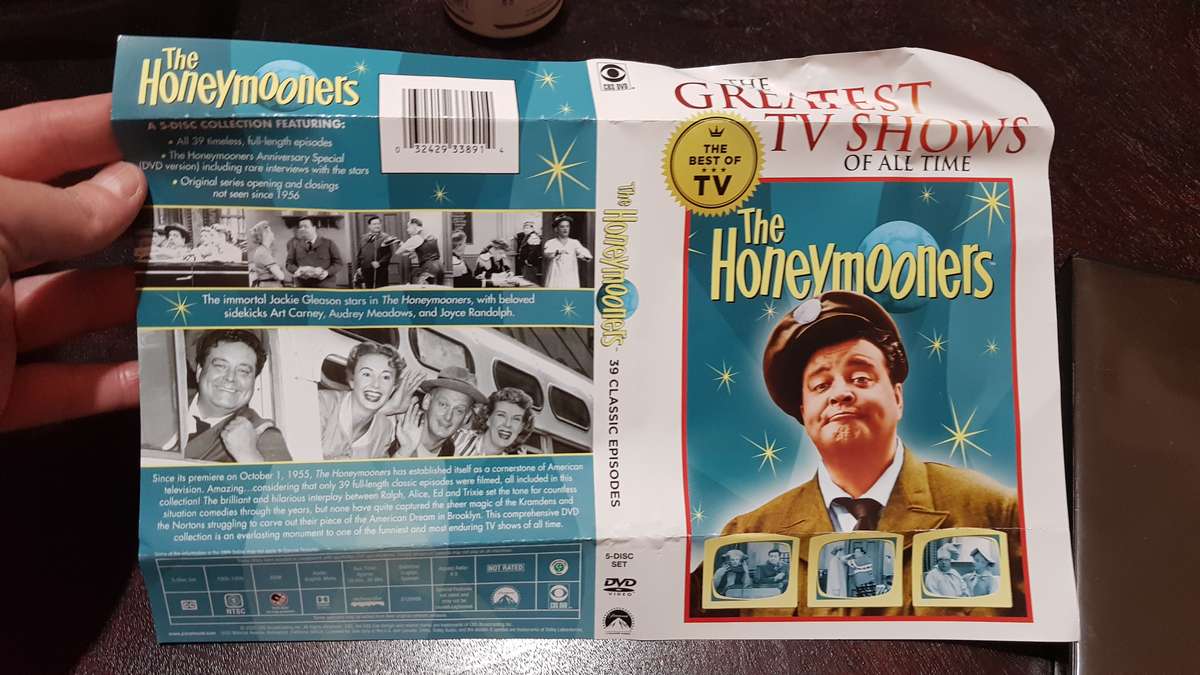 The
Honeymooners
A 5-DISC COLLECTION FEATURING:
• All 39 timeless, full-length episodes
• The Honeymooners Anniversary Special
(DVD version) including rare interviews with the stars
• Original series opening and closings
not seen since 1956
0 32429 33891 4
The immortal Jackie Gleason stars in The Honeymooners, with beloved
sidekicks Art Carney, Audrey Meadows, and Joyce Randolph.
Since its premiere on October 1, 1955, The Honeymooners has established itself as a cornerstone of American
television. Amazing...considering that only 39 full-length classic episodes were filmed, all included in this
collection! The brilliant and hilarious interplay between Ralph, Alice, Ed and Trixie set the tone for countless
situation comedies through the years, but none have quite captured the sheer magic of the Kramdens and
the Nortons struggling to carve out their piece of the American Dream in Brooklyn. This comprehensive DVD
collection is an everlasting monument to one of the funniest and most enduring TV shows of all time.
NOT RATED
NTSC
CBS DVD
www.paramount.com
CBS DVD
The Honeymooners
39 CLASSIC EPISODES
5-DISC
SET
DVD
VIDEO
THE
GREATEST
TV SHOWS
OF ALL TIME
THE
BEST OF
TV
The
Honeymooners